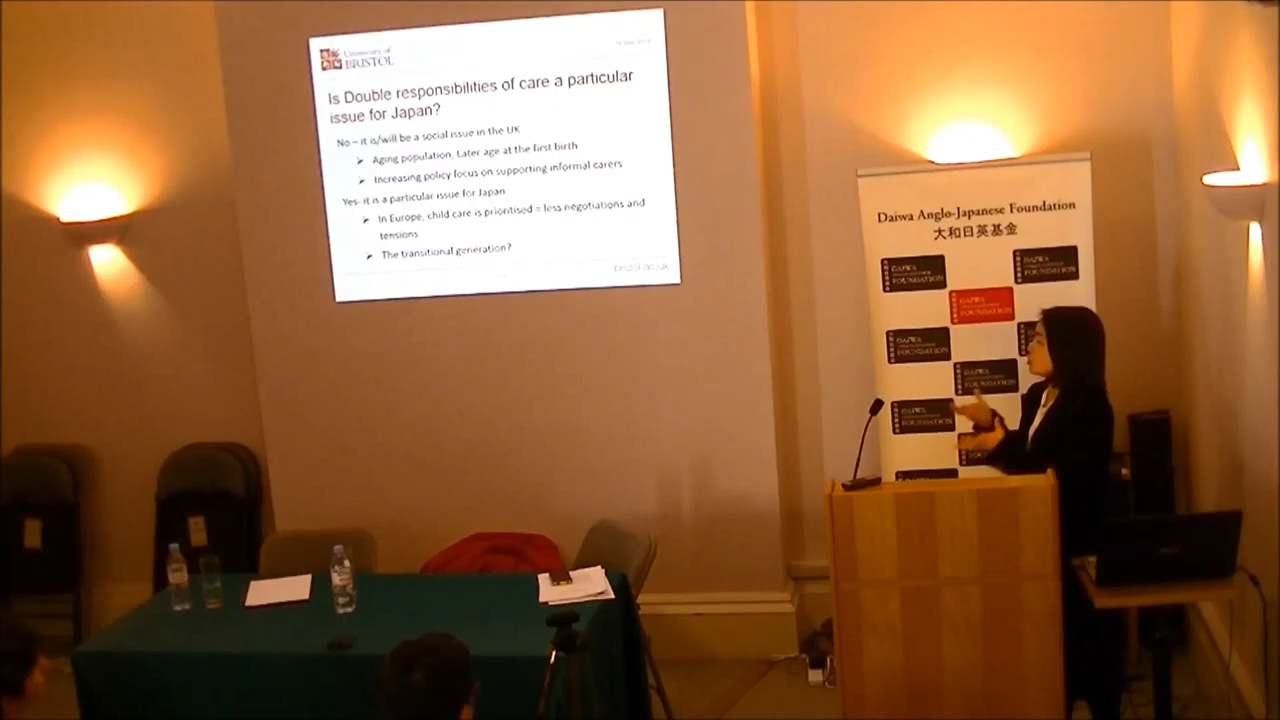 University of
BRISTOL
Is Double responsibilities of care a particular
issue for Japan?
No – it is/will be a social issue in the UK
➢ Aging population, Later age at the first birth
➢ Increasing policy focus on supporting informal carers
Yes- it is a particular issue for Japan
➢ In Europe, child care is prioritised = less negotiations and
tensions
➢ The transitional generation?
bristol.ac.uk
Daiwa Anglo-Japanese Foundation
大和日英基金
DAIWA
FOUNDATION
DAIWA
FOUNDATION
DAIWA
FOUNDATION
DAIWA
FOUNDATION
DAIWA
FOUNDATION
DAIWA
FOUNDATION